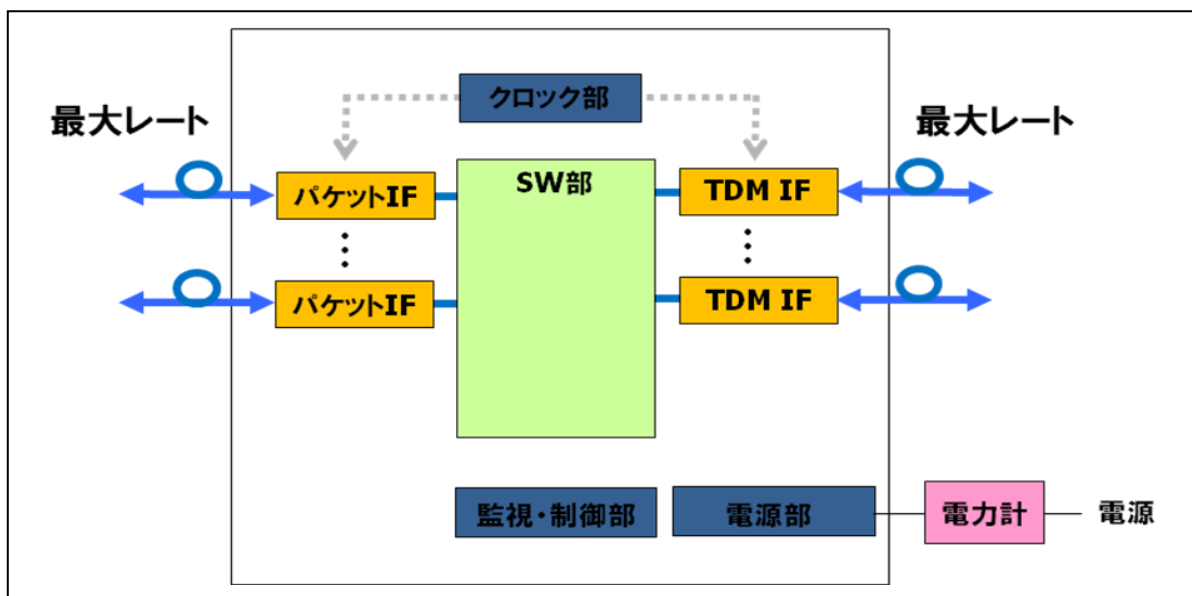 クロック部
最大レート
最大レート
パケットIF
SW部
TDM IF
パケットIF
TDM IF
監視・制御部
電源部
電力計
電源